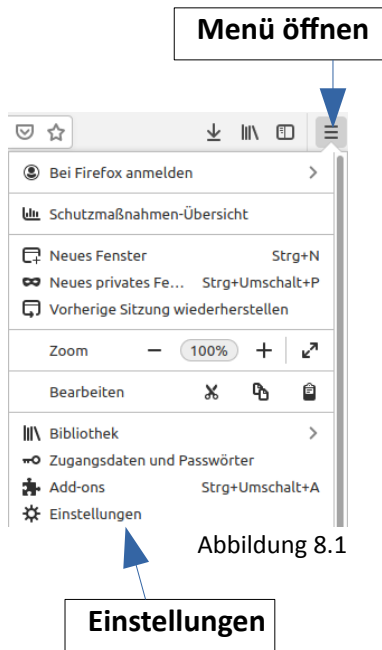 Menü öffnen
Bei Firefox anmelden
Schutzmaßnahmen-Übersicht
Neues Fenster Strg+N
Neues privates Fe... Strg+Umschalt+P
Vorherige Sitzung wiederherstellen
Zoom 100%
Bearbeiten
Bibliothek
Zugangsdaten und Passwörter
Add-ons Strg+Umschalt+A
Einstellungen
Abbildung 8.1
Einstellungen